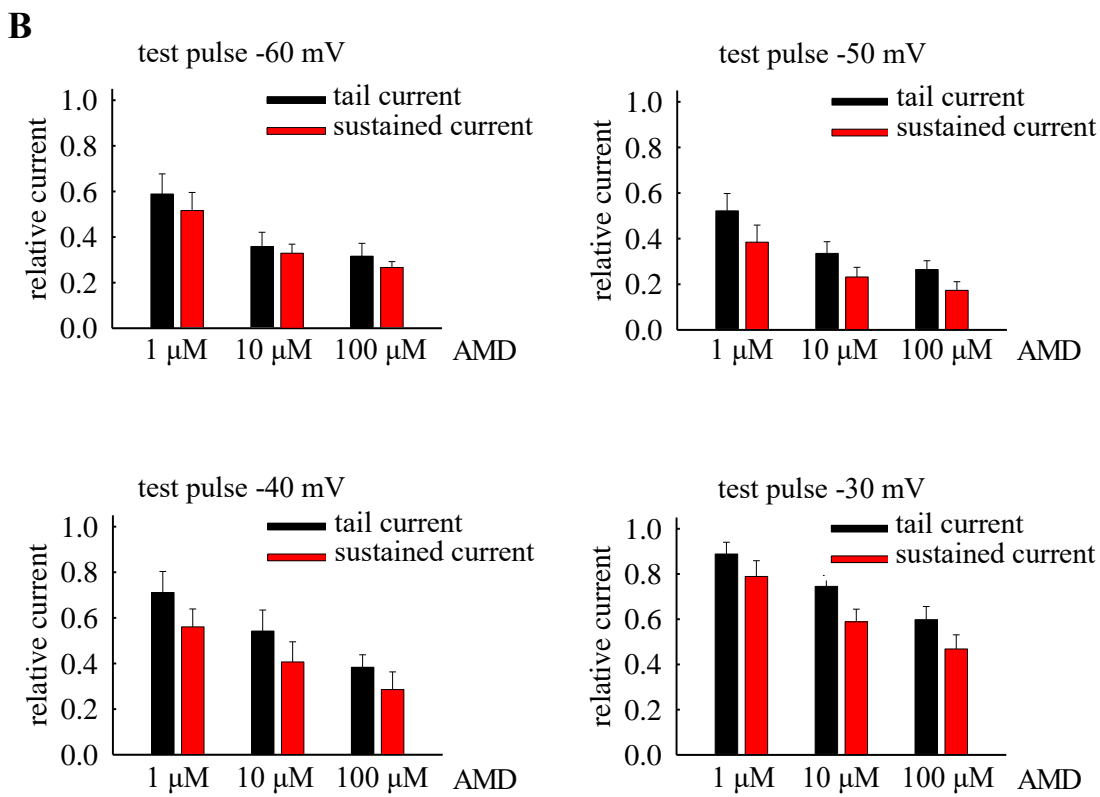 B
test pulse -60 mV
1.0
0.8
0.6
0.4
0.2
0.0
relative current
tail current
sustained current
1 μM 10 μM 100 μM AMD
test pulse -50 mV
1.0
0.8
0.6
0.4
0.2
0.0
relative current
tail current
sustained current
1 μM 10 μM 100 μM AMD
test pulse -40 mV
1.0
0.8
0.6
0.4
0.2
0.0
relative current
tail current
sustained current
1 μM 10 μM 100 μM AMD
test pulse -30 mV
1.0
0.8
0.6
0.4
0.2
0.0
relative current
tail current
sustained current
1 μM 10 μM 100 μM AMD